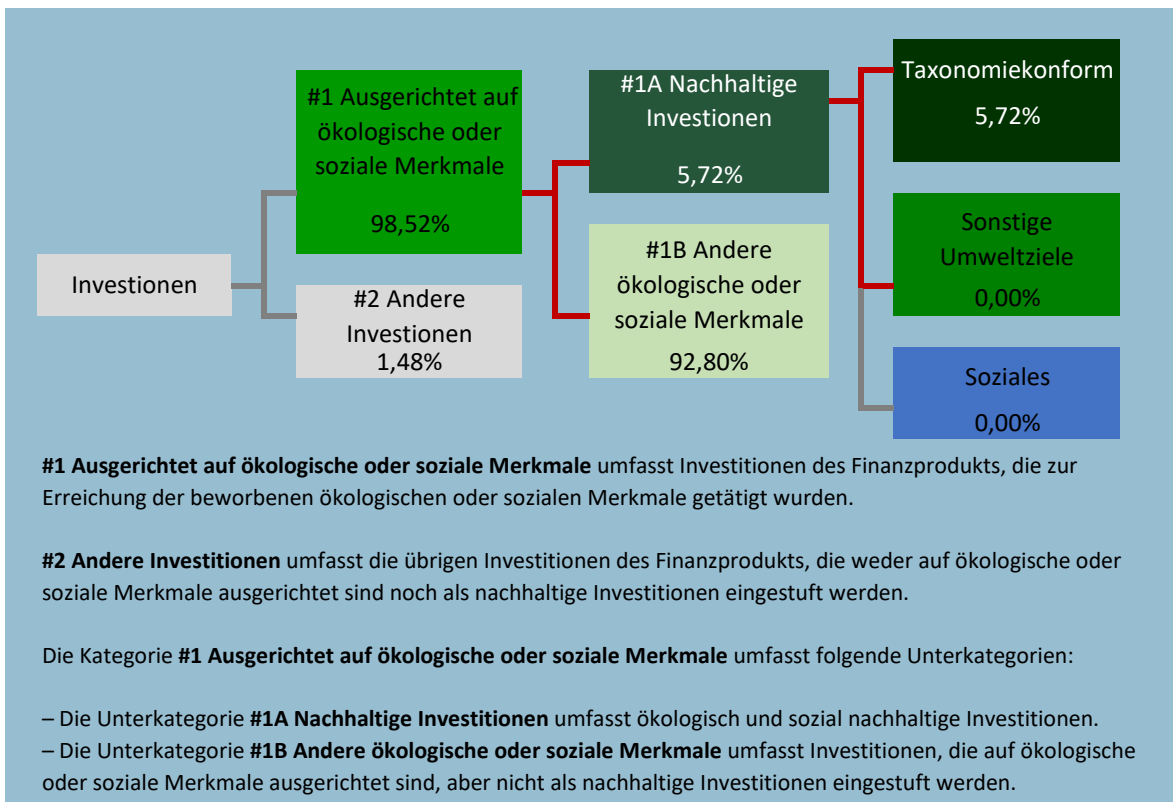 Investionen
#1 Ausgerichtet auf
ökologische oder
soziale Merkmale
98,52%
#2 Andere
Investionen
1,48%
#1A Nachhaltige
Investionen
5,72%
#1B Andere
ökologische oder
soziale Merkmale
92,80%
Taxonomiekonform
5,72%
Sonstige
Umweltziele
0,00%
Soziales
0,00%
#1 Ausgerichtet auf ökologische oder soziale Merkmale umfasst Investitionen des Finanzprodukts, die zur
Erreichung der beworbenen ökologischen oder sozialen Merkmale getätigt wurden.
#2 Andere Investitionen umfasst die übrigen Investitionen des Finanzprodukts, die weder auf ökologische oder
soziale Merkmale ausgerichtet sind noch als nachhaltige Investitionen eingestuft werden.
Die Kategorie #1 Ausgerichtet auf ökologische oder soziale Merkmale umfasst folgende Unterkategorien:
– Die Unterkategorie #1A Nachhaltige Investitionen umfasst ökologisch und sozial nachhaltige Investitionen.
– Die Unterkategorie #1B Andere ökologische oder soziale Merkmale umfasst Investitionen, die auf ökologische
oder soziale Merkmale ausgerichtet sind, aber nicht als nachhaltige Investitionen eingestuft werden.